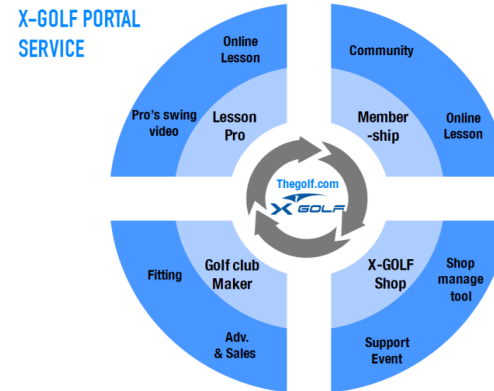 X-GOLF PORTAL
SERVICE
Online
Lesson
Pro's swing
video
Lesson
Pro
Community
Member
-ship
Online
Lesson
Thegolf.com
X GOLF
Fitting
Golf club
Maker
Adv.
& Sales
X-GOLF
Shop
Shop
manage
tool
Support
Event